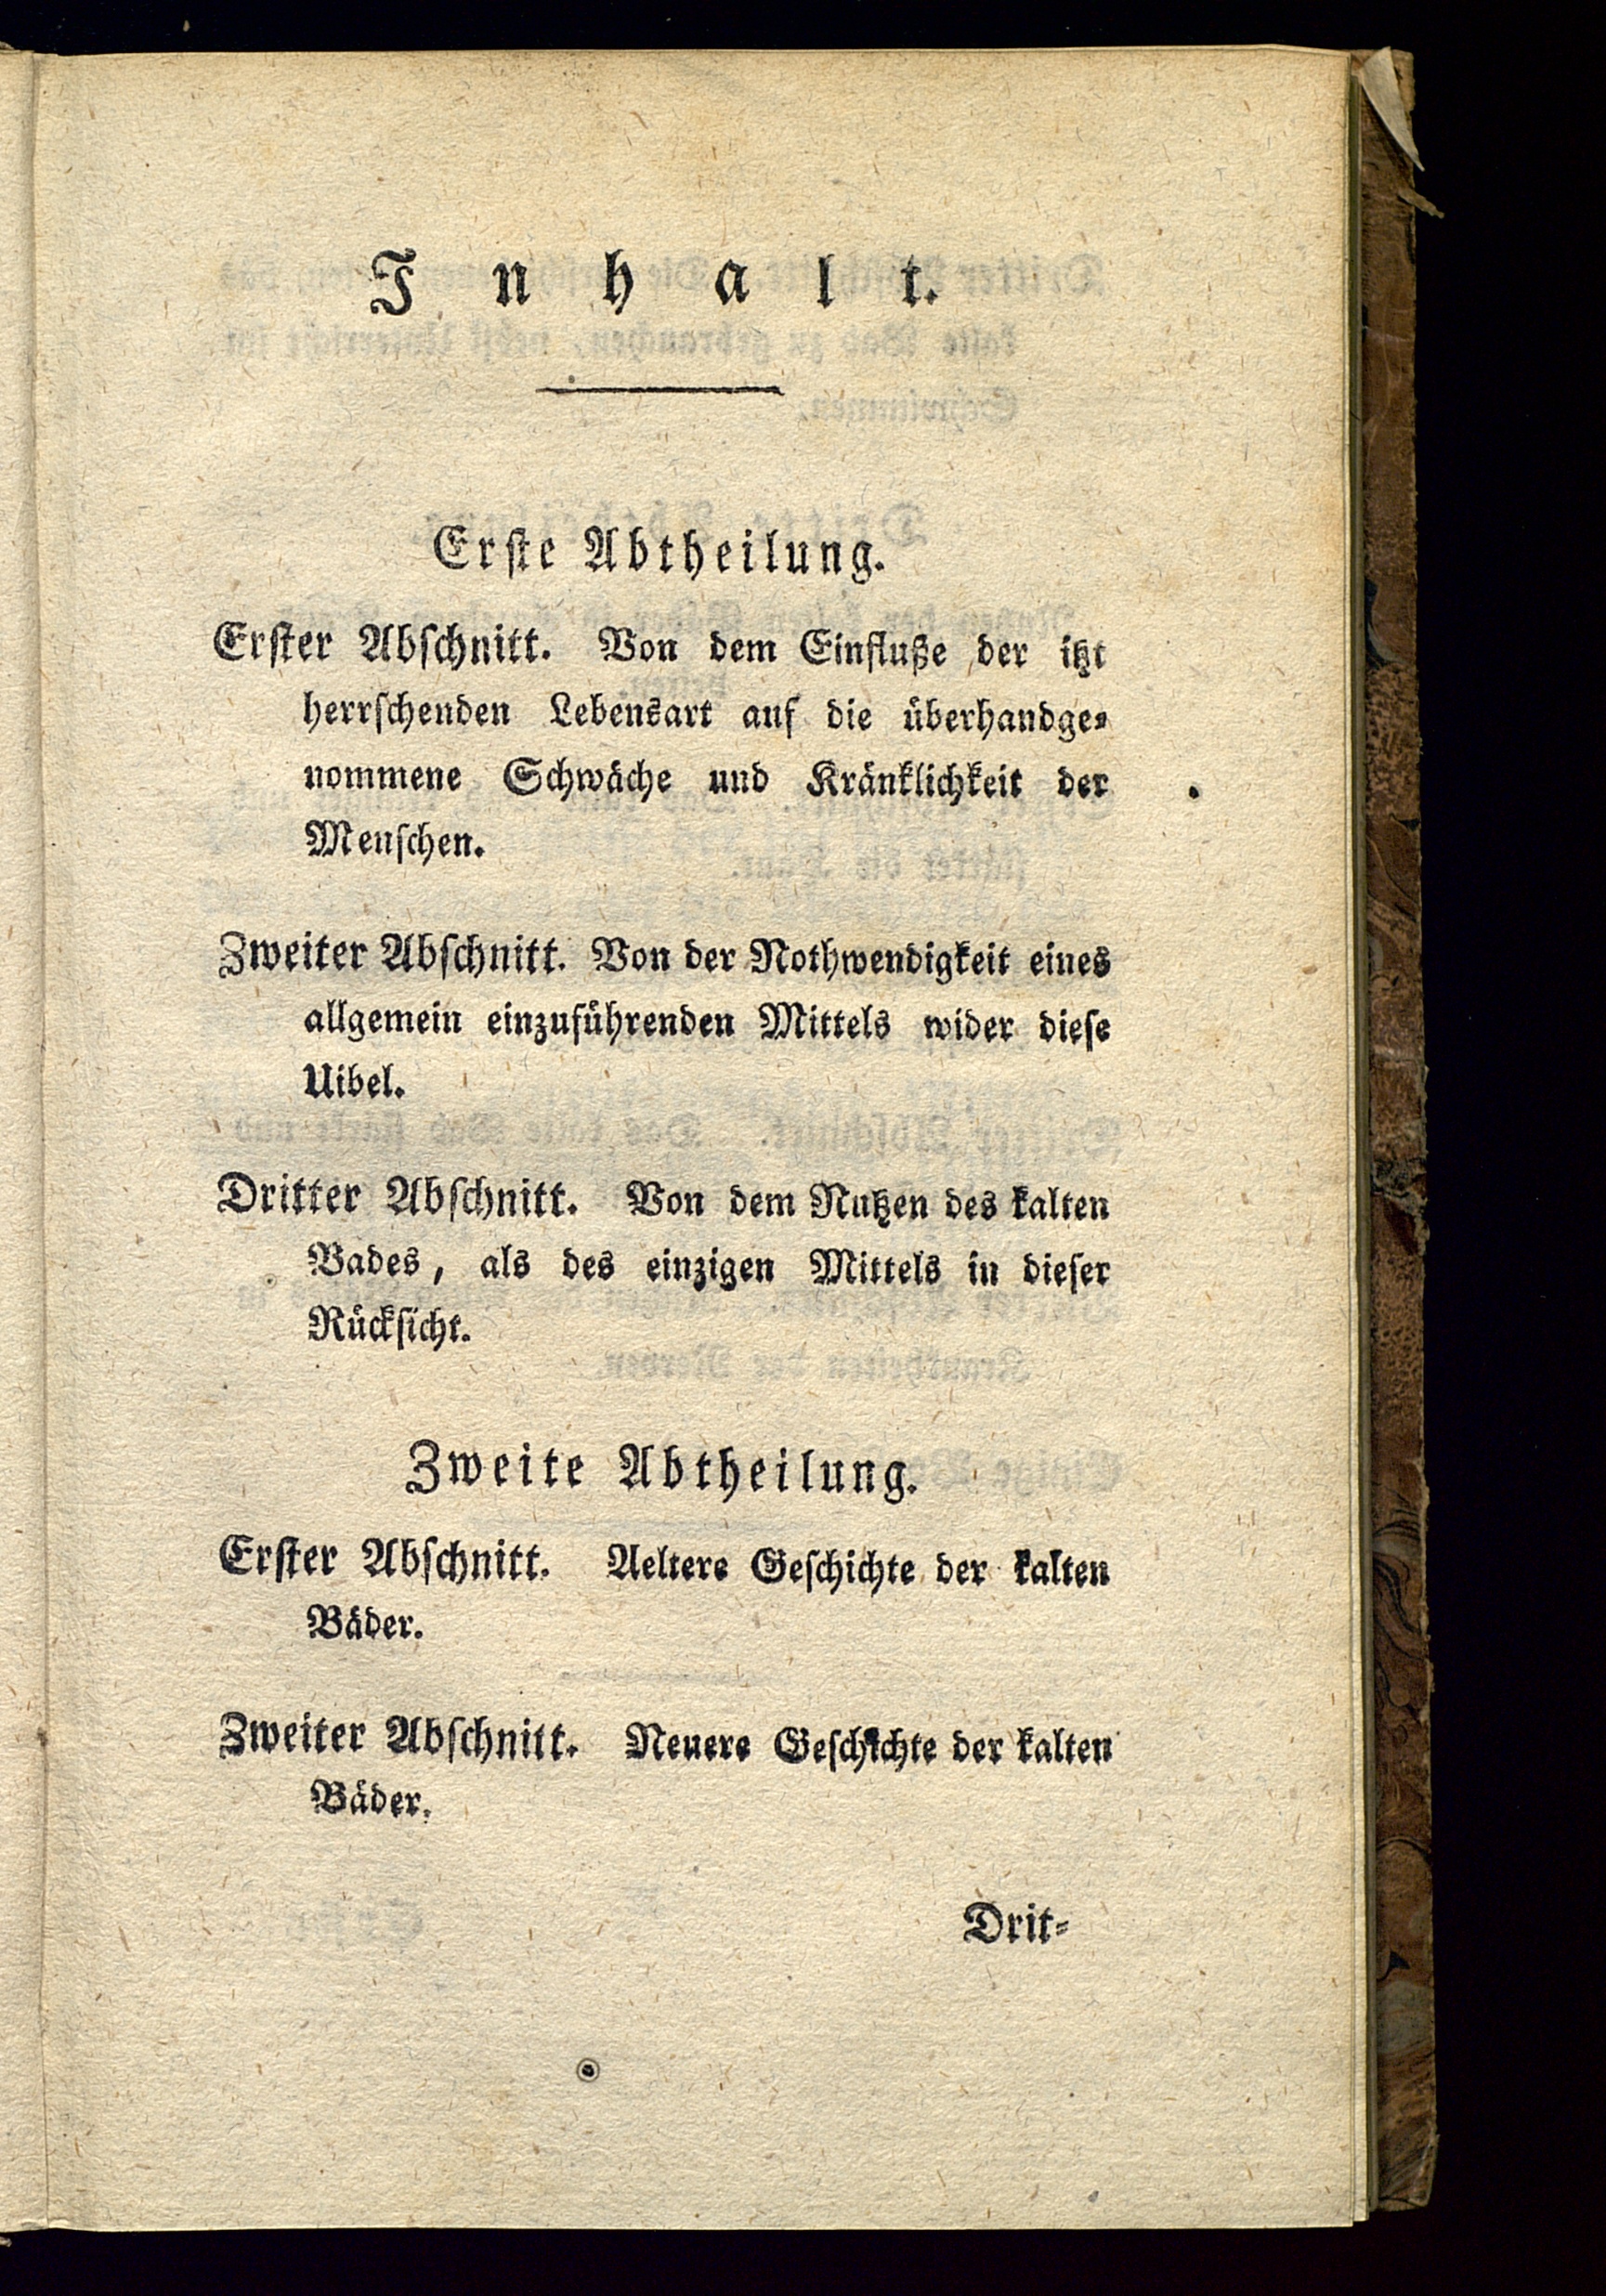 Inhalt.
Erſte Abtheilung.
Erſter Abſchnitt. Von dem Einfluße der itzt
herrſchenden Lebensart auf die überhandge-
nommene Schwäche und Kränklichkeit der
Menſchen.
Zweiter Abſchnitt. Von der Nothwendigkeit eines
allgemein einzuführenden Mittels wider dieſe
Uibel.
Dritter Abſchnitt. Von dem Nutzen des kalten
Bades, als des einzigen Mittels in dieſer
Rückſicht.
Zweite Abtheilung.
Erſter Abſchnitt. Aeltere Geſchichte der kalten
Bäder.
Zweiter Abſchnitt. Neuere Geſchichte der kalten
Bäder.
Drit-